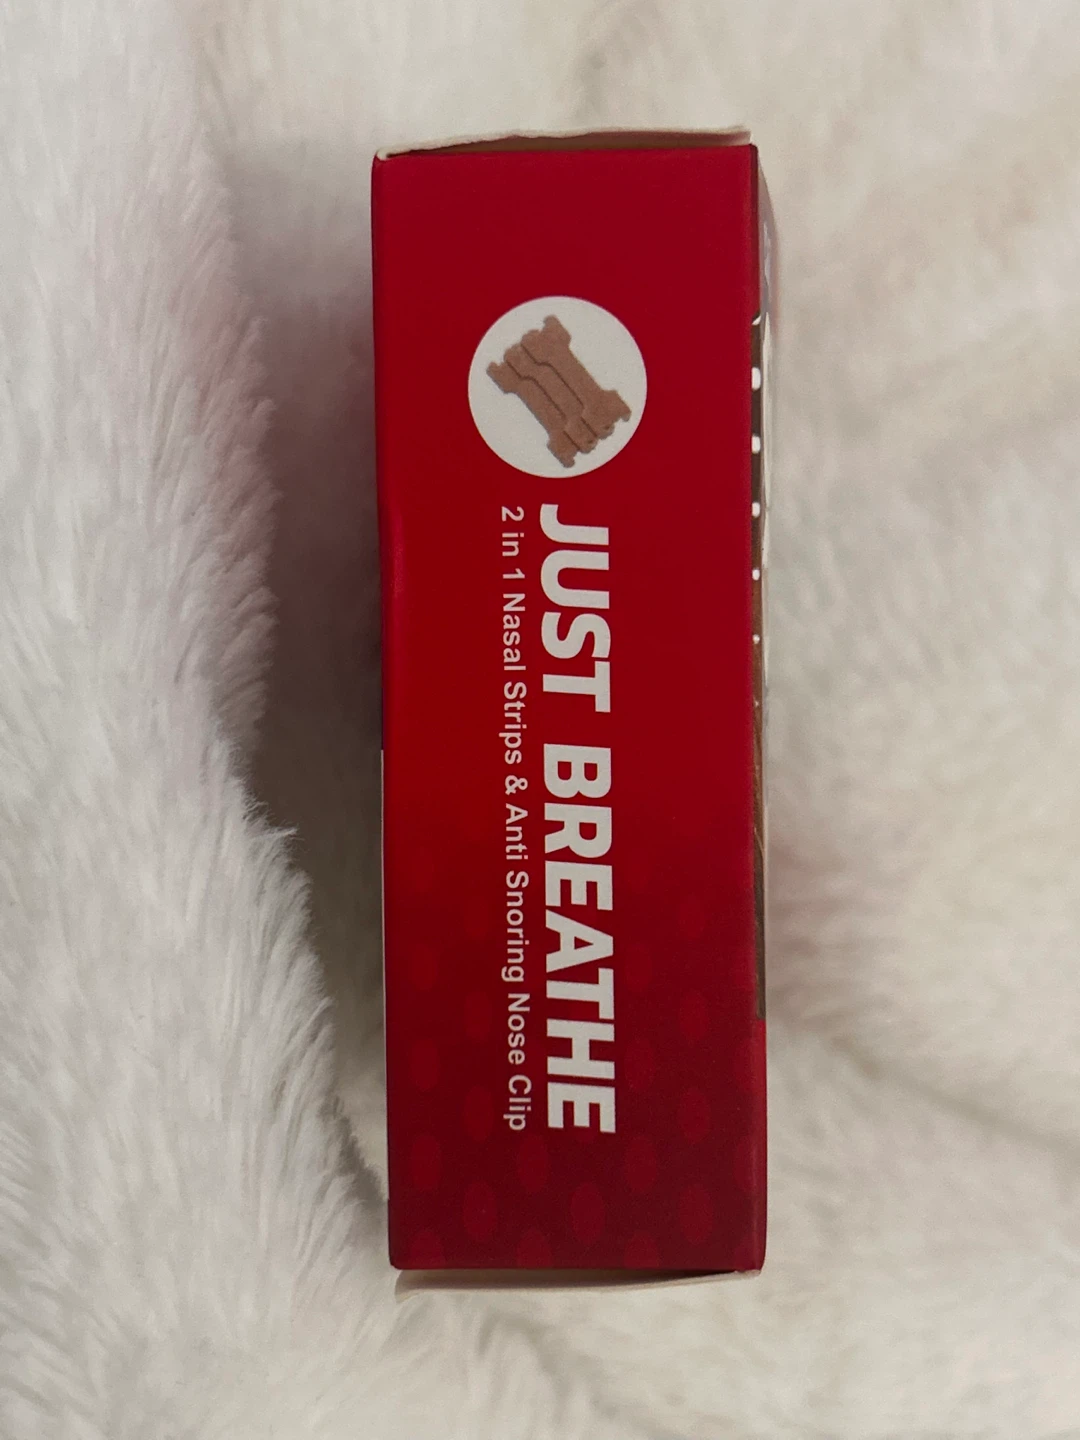 JUST BREATHE
2 in 1 Nasal Strips & Anti Snoring Nose Clip